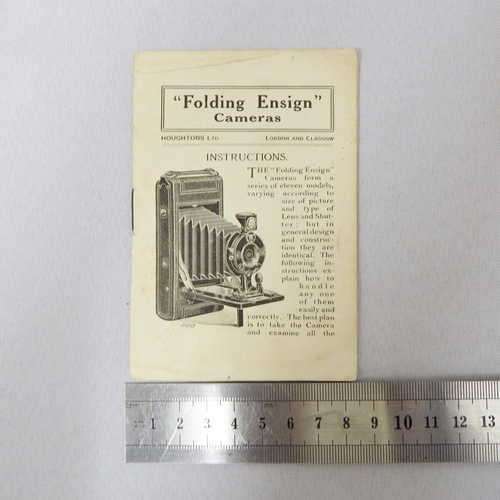 "Folding Ensign"
Cameras
HOUGHTONS LTD LONDON AND GLASGOW
INSTRUCTIONS.
THE "Folding Ensign"
Cameras form a
series of eleven models,
varying according to
size of picture
and type of
Lens and Shut-
ter; but in
general design
and construc-
tion they are
identical. The
following in-
structions ex-
plain how to
handle
any one
of them
easily and
correctly. The best plan
is to take the Camera
and examine all the
1 2 3 4 5 6 7 8 9 10 11 12 13